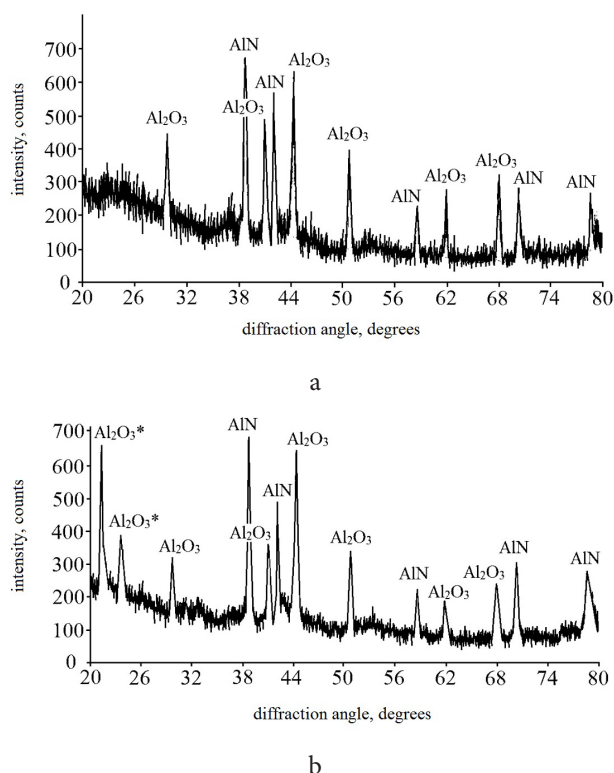 AlN
Al₂O₃
700
600
AlN
Al₂O₃
500
Al₂O₃
Al₂O₃
400
300
AlN
Al₂O₃
Al₂O₃
AlN
AlN
200
100
0
intensity, counts
20 26 32 38 44 50 56 62 68 74 80
diffraction angle, degrees
a
700
Al₂O₃*
AlN
Al₂O₃
600
500
AlN
Al₂O₃*
Al₂O₃
Al₂O₃
Al₂O₃
400
300
AlN
Al₂O₃
Al₂O₃
AlN
AlN
200
100
0
intensity, counts
20 26 32 38 44 50 56 62 68 74 80
diffraction angle, degrees
b